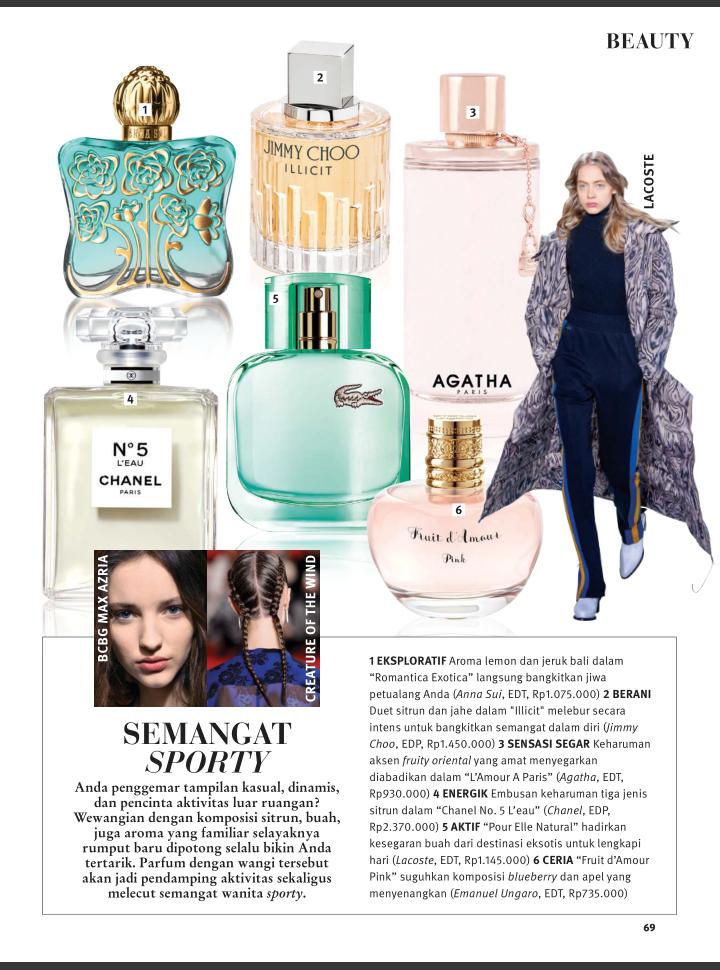 BEAUTY
1
ANNA SUI
2
JIMMY CHOO
ILLICIT
3
LACOSTE
AGATHA
PARIS
4
N°5
L'EAU
CHANEL
PARIS
5
6
Fruit d'Amour
Pink
BCBG MAX AZRIA
CREATURE OF THE WIND
SEMANGAT
SPORTY
Anda penggemar tampilan kasual, dinamis,
dan pencinta aktivitas luar ruangan?
Wewangian dengan komposisi sitrun, buah,
juga aroma yang familiar selayaknya
rumput baru dipotong selalu bikin Anda
tertarik. Parfum dengan wangi tersebut
akan jadi pendamping aktivitas sekaligus
melecut semangat wanita sporty.
1 EKSPLORATIF Aroma lemon dan jeruk bali dalam
“Romantica Exotica” langsung bangkitkan jiwa
petualang Anda (Anna Sui, EDT, Rp1.075.000) 2 BERANI
Duet sitrun dan jahe dalam "Illicit" melebur secara
intens untuk bangkitkan semangat dalam diri (Jimmy
Choo, EDP, Rp1.450.000) 3 SENSASI SEGAR Keharuman
aksen fruity oriental yang amat menyegarkan
diabadikan dalam “L’Amour A Paris” (Agatha, EDT,
Rp930.000) 4 ENERGIK Embusan keharuman tiga jenis
sitrun dalam “Chanel No. 5 L’eau” (Chanel, EDP,
Rp2.370.000) 5 AKTIF “Pour Elle Natural” hadirkan
kesegaran buah dari destinasi eksotis untuk lengkapi
hari (Lacoste, EDT, Rp1.145.000) 6 CERIA “Fruit d’Amour
Pink” suguhkan komposisi blueberry dan apel yang
menyenangkan (Emanuel Ungaro, EDT, Rp735.000)
69